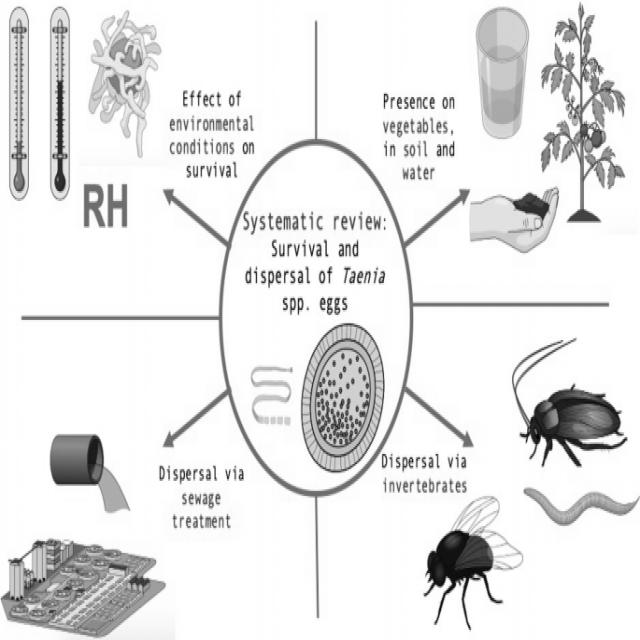 Effect of
environmental
conditions on
survival
RH
Presence on
vegetables,
in soil and
water
Systematic review:
Survival and
dispersal of Taenia
spp. eggs
Dispersal via
sewage
treatment
Dispersal via
invertebrates